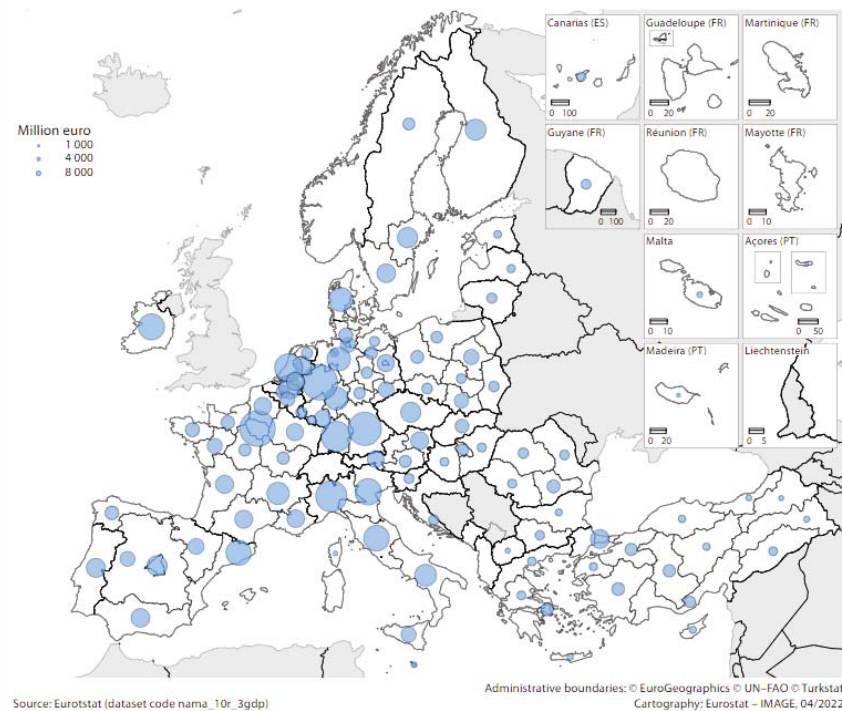 Canarias (ES)
0 100
Guadeloupe (FR)
0 20
Martinique (FR)
0 20
Million euro
1 000
4 000
8 000
Guyane (FR)
0 100
Réunion (FR)
0 20
Mayotte (FR)
0 10
Malta
0 10
Açores (PT)
0 50
Madeira (PT)
0 20
Liechtenstein
0 5
Administrative boundaries: © EuroGeographics © UN–FAO © Turkstat
Source: Eurotstat (dataset code nama_10r_3gdp)
Cartography: Eurostat – IMAGE, 04/2022